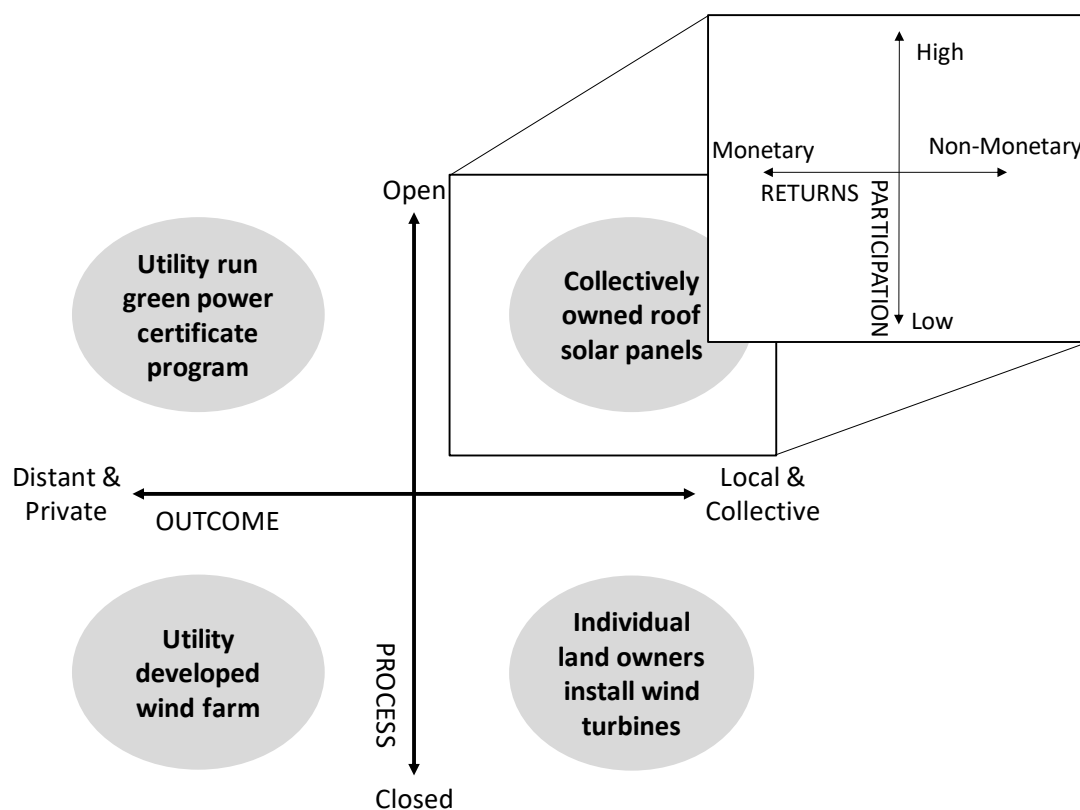 High
Monetary
Non-Monetary
RETURNS
PARTICIPATION
Low
Open
Utility run
green power
certificate
program
Collectively
owned roof
solar panels
Distant &
Private
OUTCOME
Local &
Collective
Utility
developed
wind farm
PROCESS
Individual
land owners
install wind
turbines
Closed